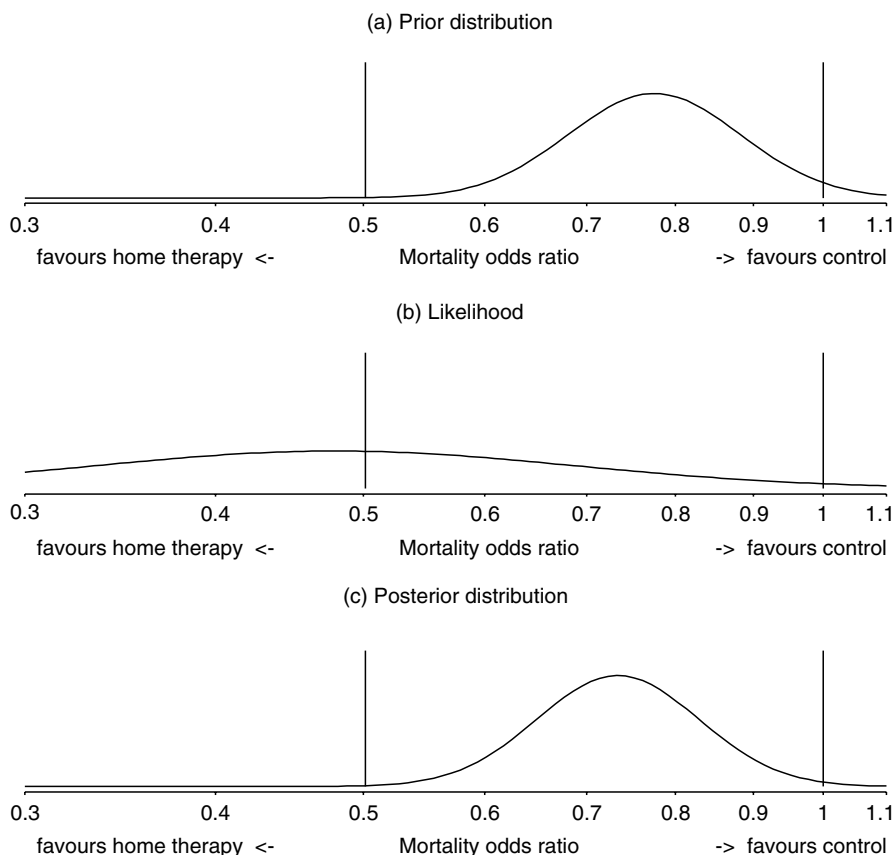 (a) Prior distribution
0.3 0.4 0.5 0.6 0.7 0.8 0.9 1 1.1
favours home therapy <- Mortality odds ratio -> favours control
(b) Likelihood
0.3 0.4 0.5 0.6 0.7 0.8 0.9 1 1.1
favours home therapy <- Mortality odds ratio -> favours control
(c) Posterior distribution
0.3 0.4 0.5 0.6 0.7 0.8 0.9 1 1.1
favours home therapy <- Mortality odds ratio -> favours control